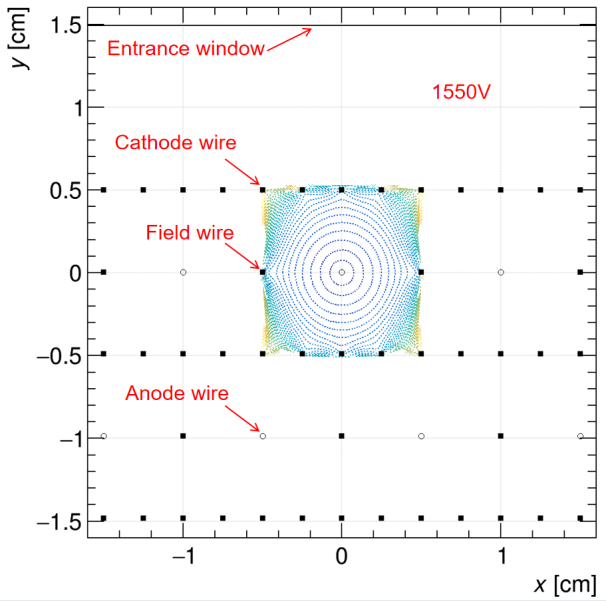 y [cm]
1.5
Entrance window
1550V
1
Cathode wire
0.5
Field wire
0
−0.5
Anode wire
−1
−1.5
−1
0
1
x [cm]